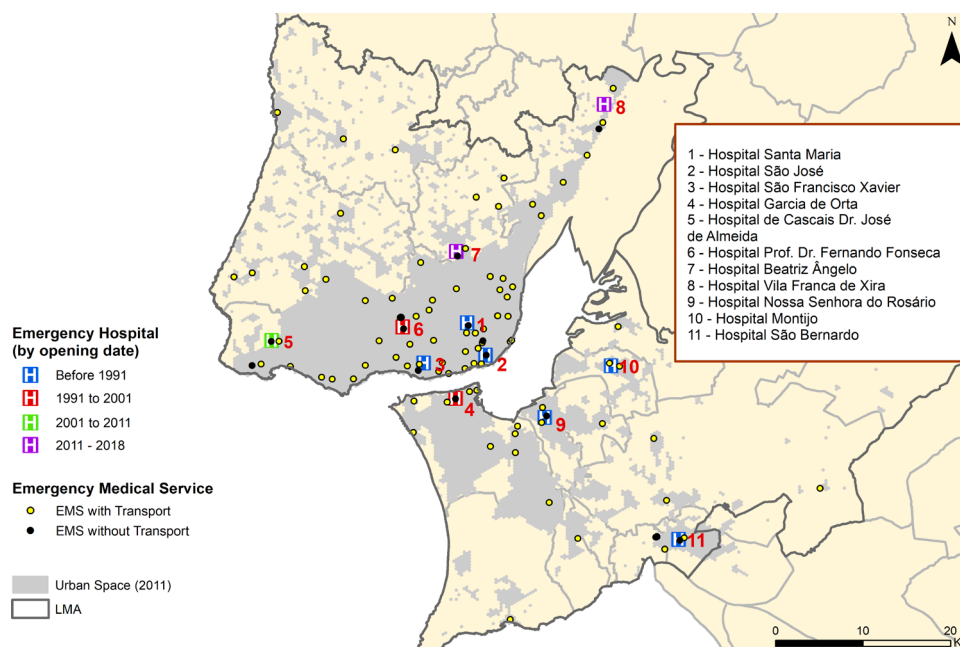 N
8
1 - Hospital Santa Maria
2 - Hospital São José
3 - Hospital São Francisco Xavier
4 - Hospital Garcia de Orta
5 - Hospital de Cascais Dr. José
de Almeida
6 - Hospital Prof. Dr. Fernando Fonseca
7 - Hospital Beatriz Ângelo
8 - Hospital Vila Franca de Xira
9 - Hospital Nossa Senhora do Rosário
10 - Hospital Montijo
11 - Hospital São Bernardo
7
1
6
5
2
3
10
4
9
11
Emergency Hospital
(by opening date)
H Before 1991
H 1991 to 2001
H 2001 to 2011
H 2011 - 2018
Emergency Medical Service
EMS with Transport
EMS without Transport
Urban Space (2011)
LMA
0 10 20
K